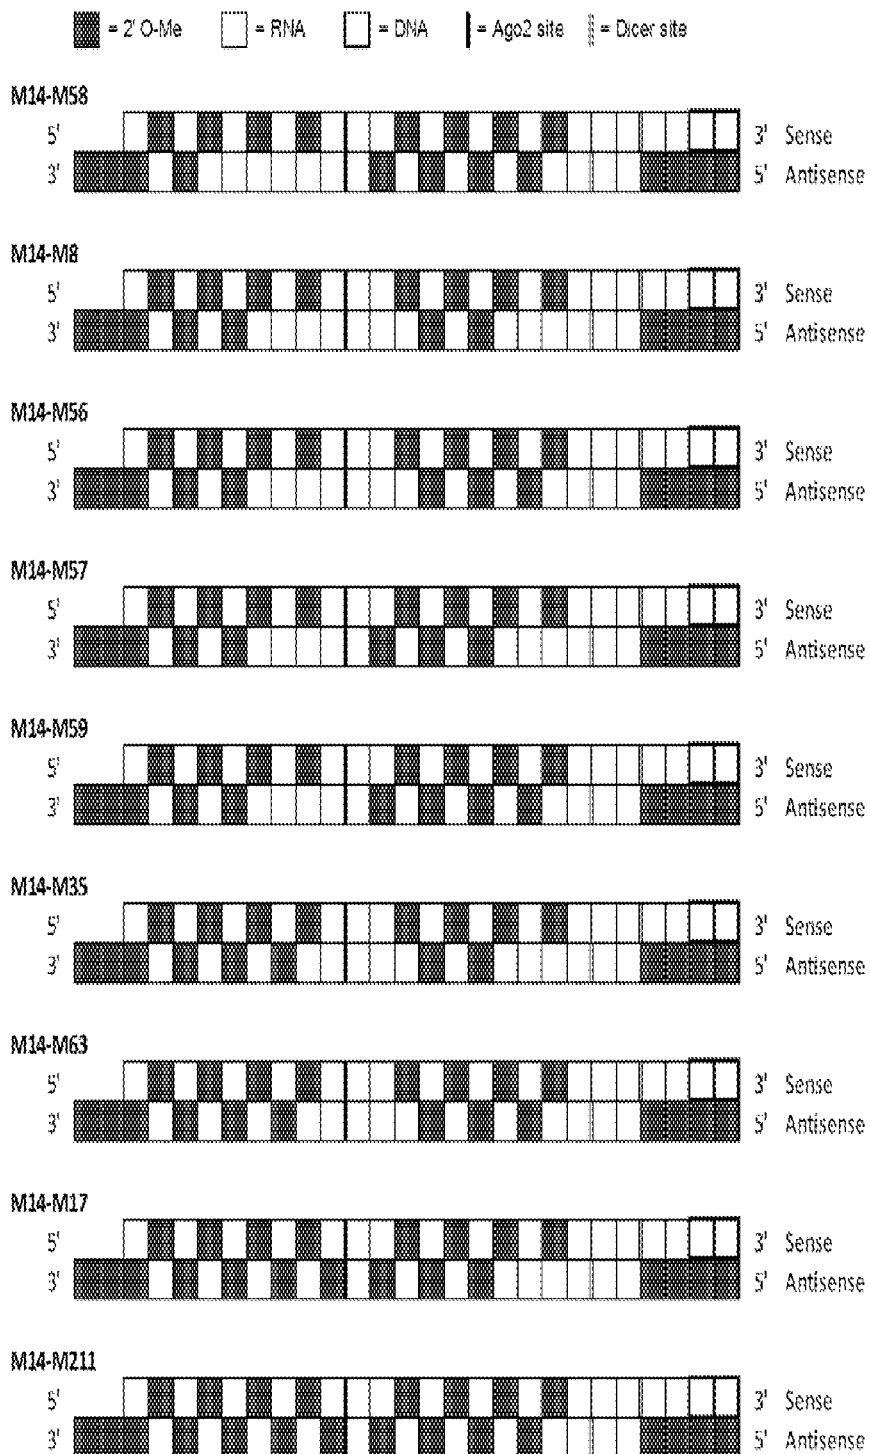 = 2' O-Me = RNA = DNA = Ago2 site = Dicer site
M14-M58
5' 3' Sense
3' 5' Antisense
M14-M8
5' 3' Sense
3' 5' Antisense
M14-M56
5' 3' Sense
3' 5' Antisense
M14-M57
5' 3' Sense
3' 5' Antisense
M14-M59
5' 3' Sense
3' 5' Antisense
M14-M35
5' 3' Sense
3' 5' Antisense
M14-M63
5' 3' Sense
3' 5' Antisense
M14-M17
5' 3' Sense
3' 5' Antisense
M14-M211
5' 3' Sense
3' 5' Antisense